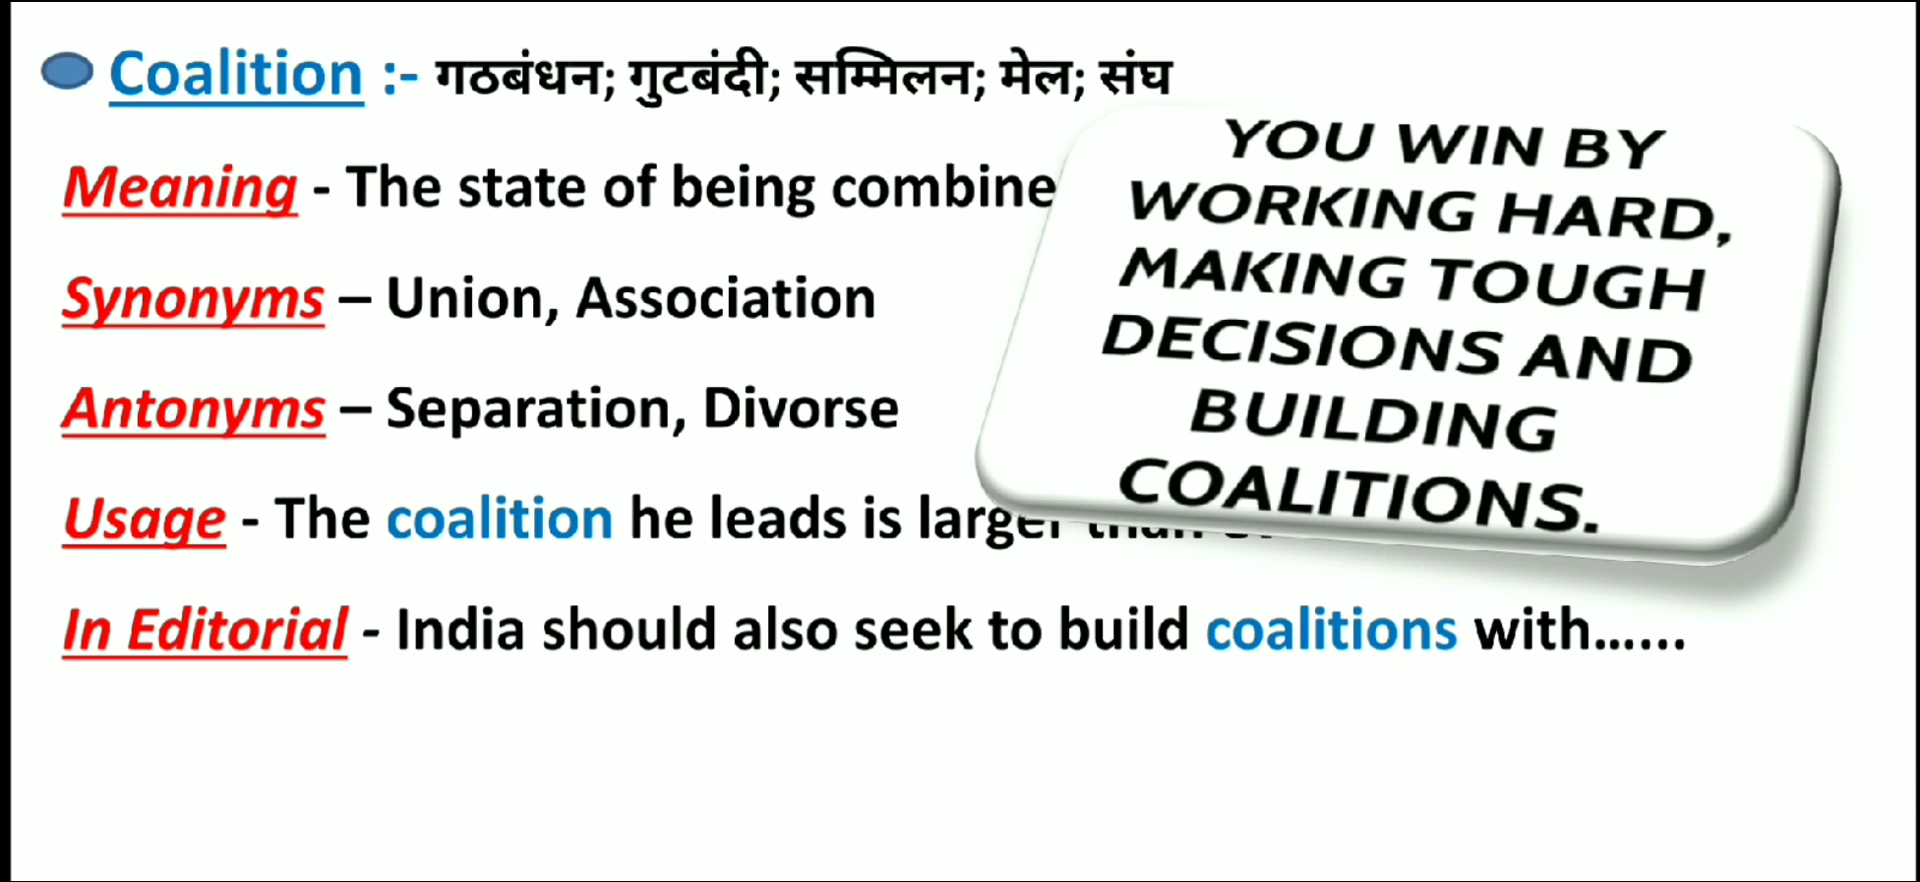 Coalition :- गठबंधन; गुटबंदी; सम्मिलन; मेल; संघ
Meaning - The state of being combine
Synonyms – Union, Association
Antonyms – Separation, Divorse
Usage - The coalition he leads is larger than
In Editorial - India should also seek to build coalitions with......
YOU WIN BY
WORKING HARD,
MAKING TOUGH
DECISIONS AND
BUILDING
COALITIONS.